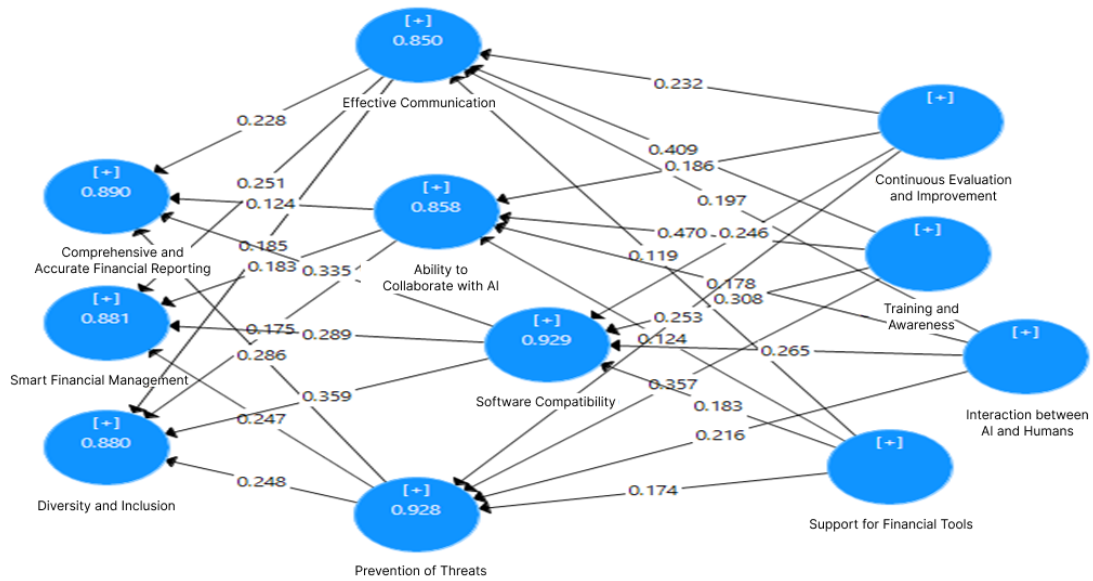 [+]
0.850
Effective Communication
0.232
[+]
0.228
0.409
0.186
Continuous Evaluation
and Improvement
[+]
0.890
0.251
0.124
[+]
0.858
0.197
Comprehensive and
Accurate Financial Reporting
0.185
0.183
0.335
Ability to
Collaborate with AI
0.470
0.246
0.119
[+]
0.178
0.308
Training and
Awareness
[+]
0.881
Smart Financial Management
0.175
0.289
0.286
[+]
0.929
Software Compatibility
0.253
0.124
0.265
[+]
Interaction between
AI and Humans
0.359
0.357
0.183
[+]
0.880
Diversity and Inclusion
0.247
0.216
[+]
Support for Financial Tools
0.248
[+]
0.928
Prevention of Threats
0.174